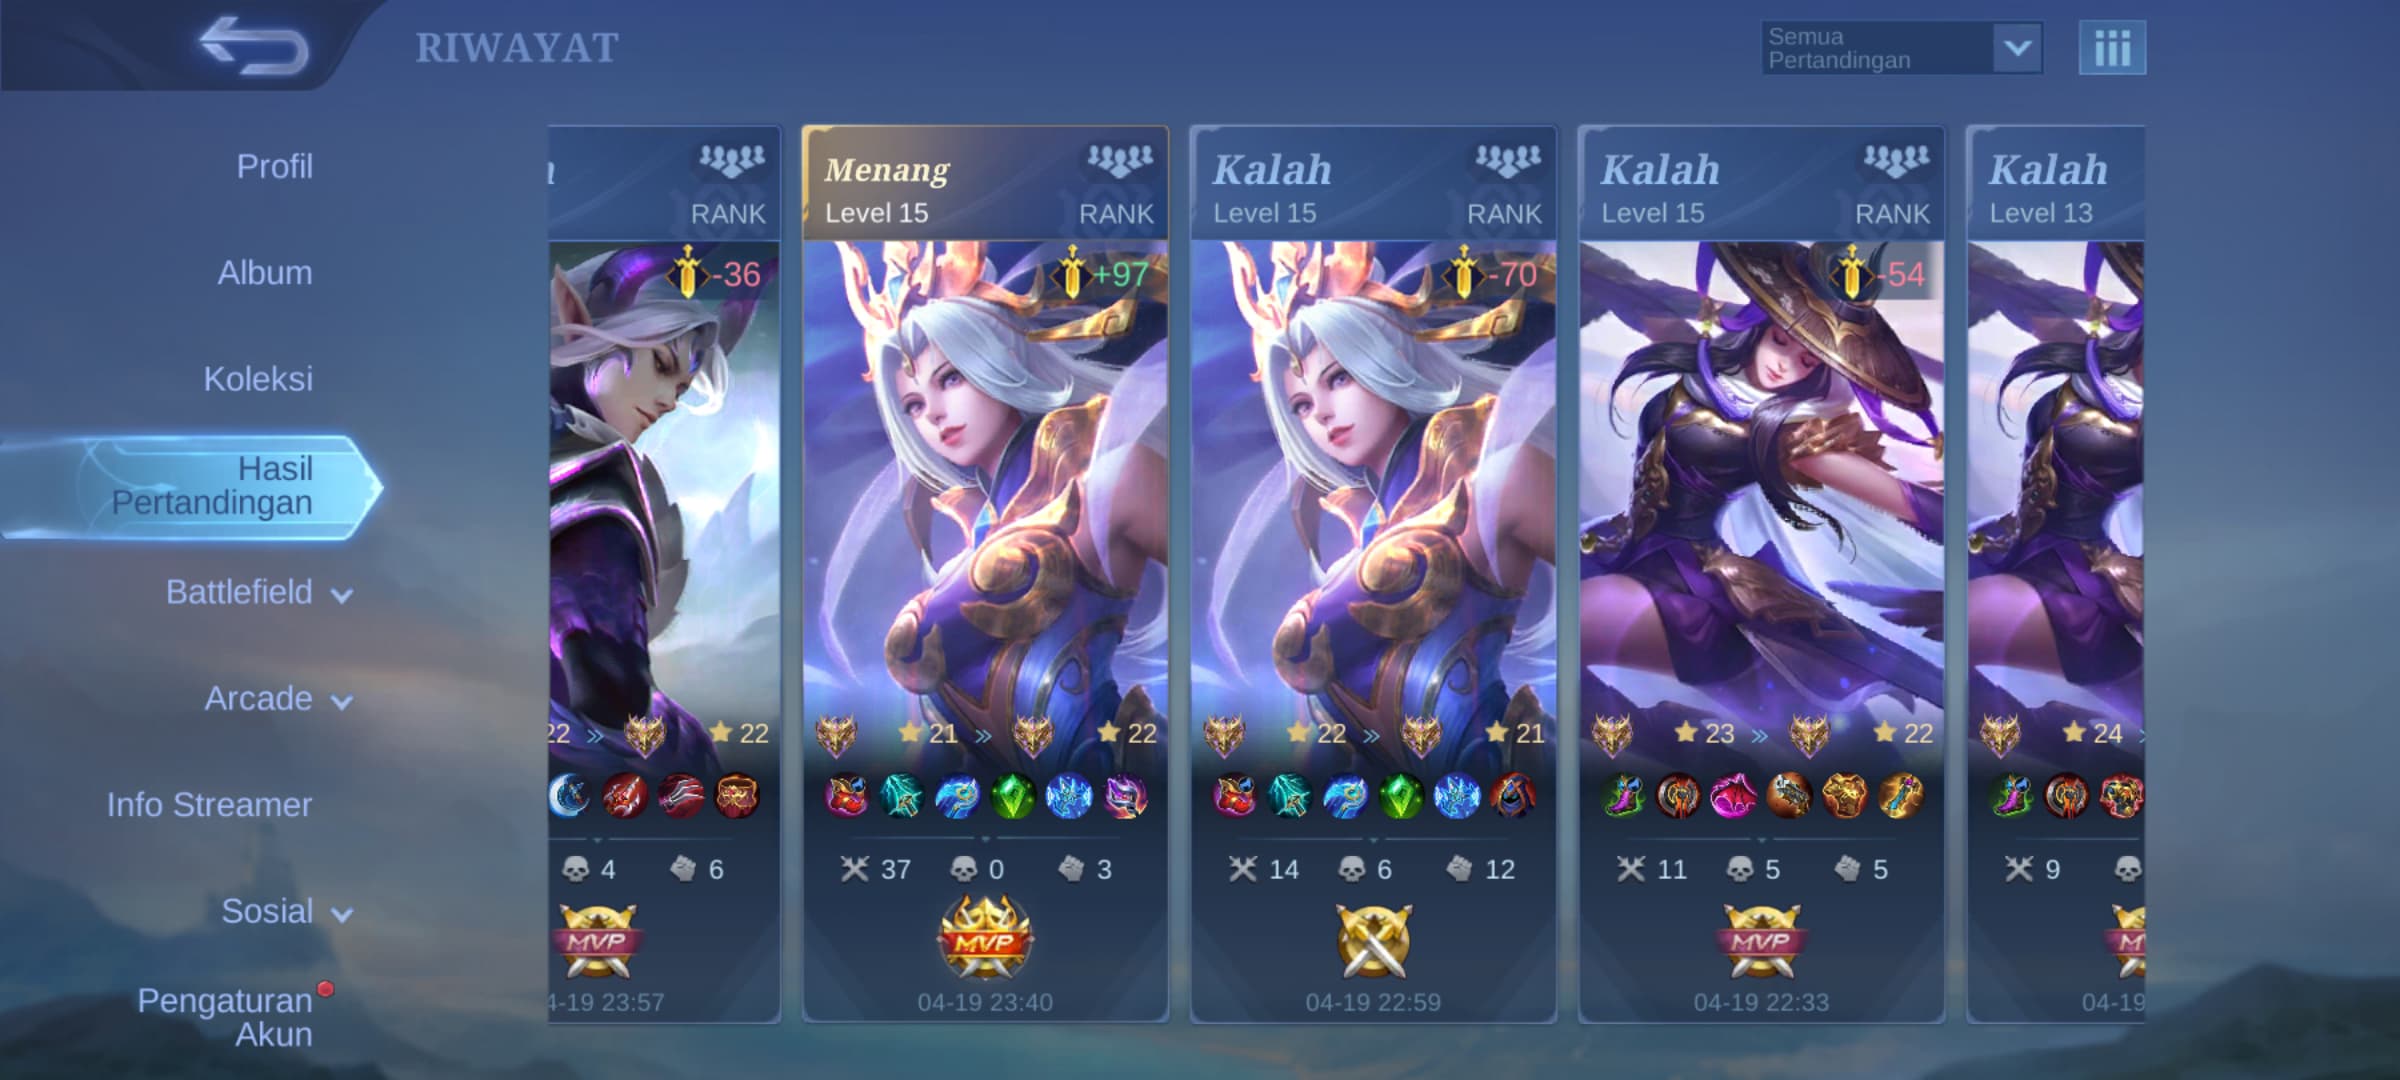 RIWAYAT
Semua
Pertandingan
Profil
Album
Koleksi
Hasil
Pertandingan
Battlefield
Arcade
Info Streamer
Sosial
Pengaturan
Akun
RANK
-36
22 » 22
4 6
MVP
4-19 23:57
Menang
Level 15
RANK
+97
21 » 22
37 0 3
MVP
04-19 23:40
Kalah
Level 15
RANK
-70
22 » 21
14 6 12
04-19 22:59
Kalah
Level 15
RANK
-54
23 » 22
11 5 5
MVP
04-19 22:33
Kalah
Level 13
24
9
04-19